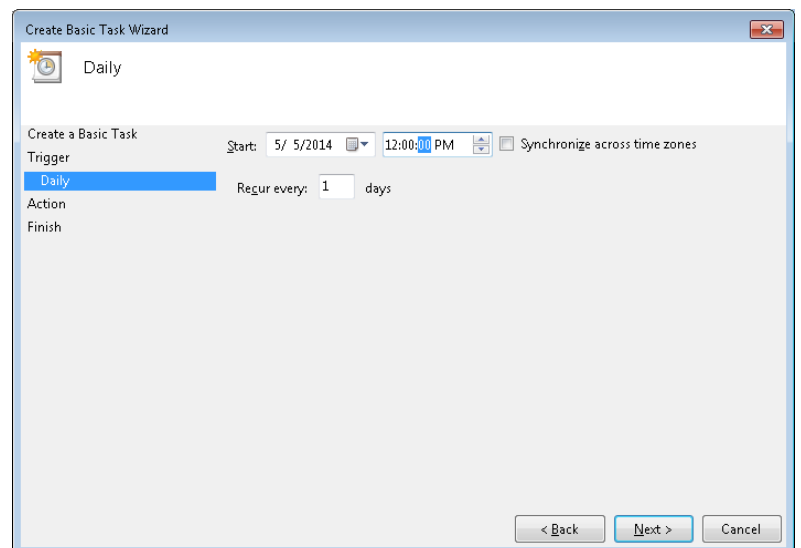 Create Basic Task Wizard
Daily
Create a Basic Task
Trigger
Daily
Action
Finish
Start: 5/ 5/2014 12:00:00 PM Synchronize across time zones
Recur every: 1 days
< Back Next > Cancel